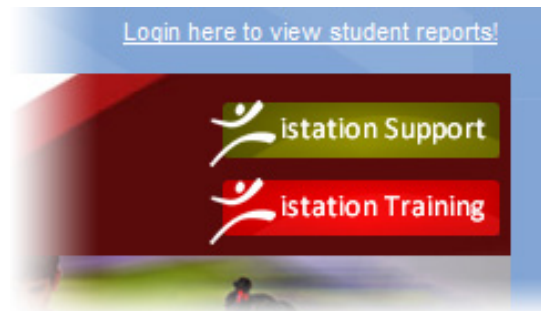 Login here to view student reports!
istation Support
istation Training